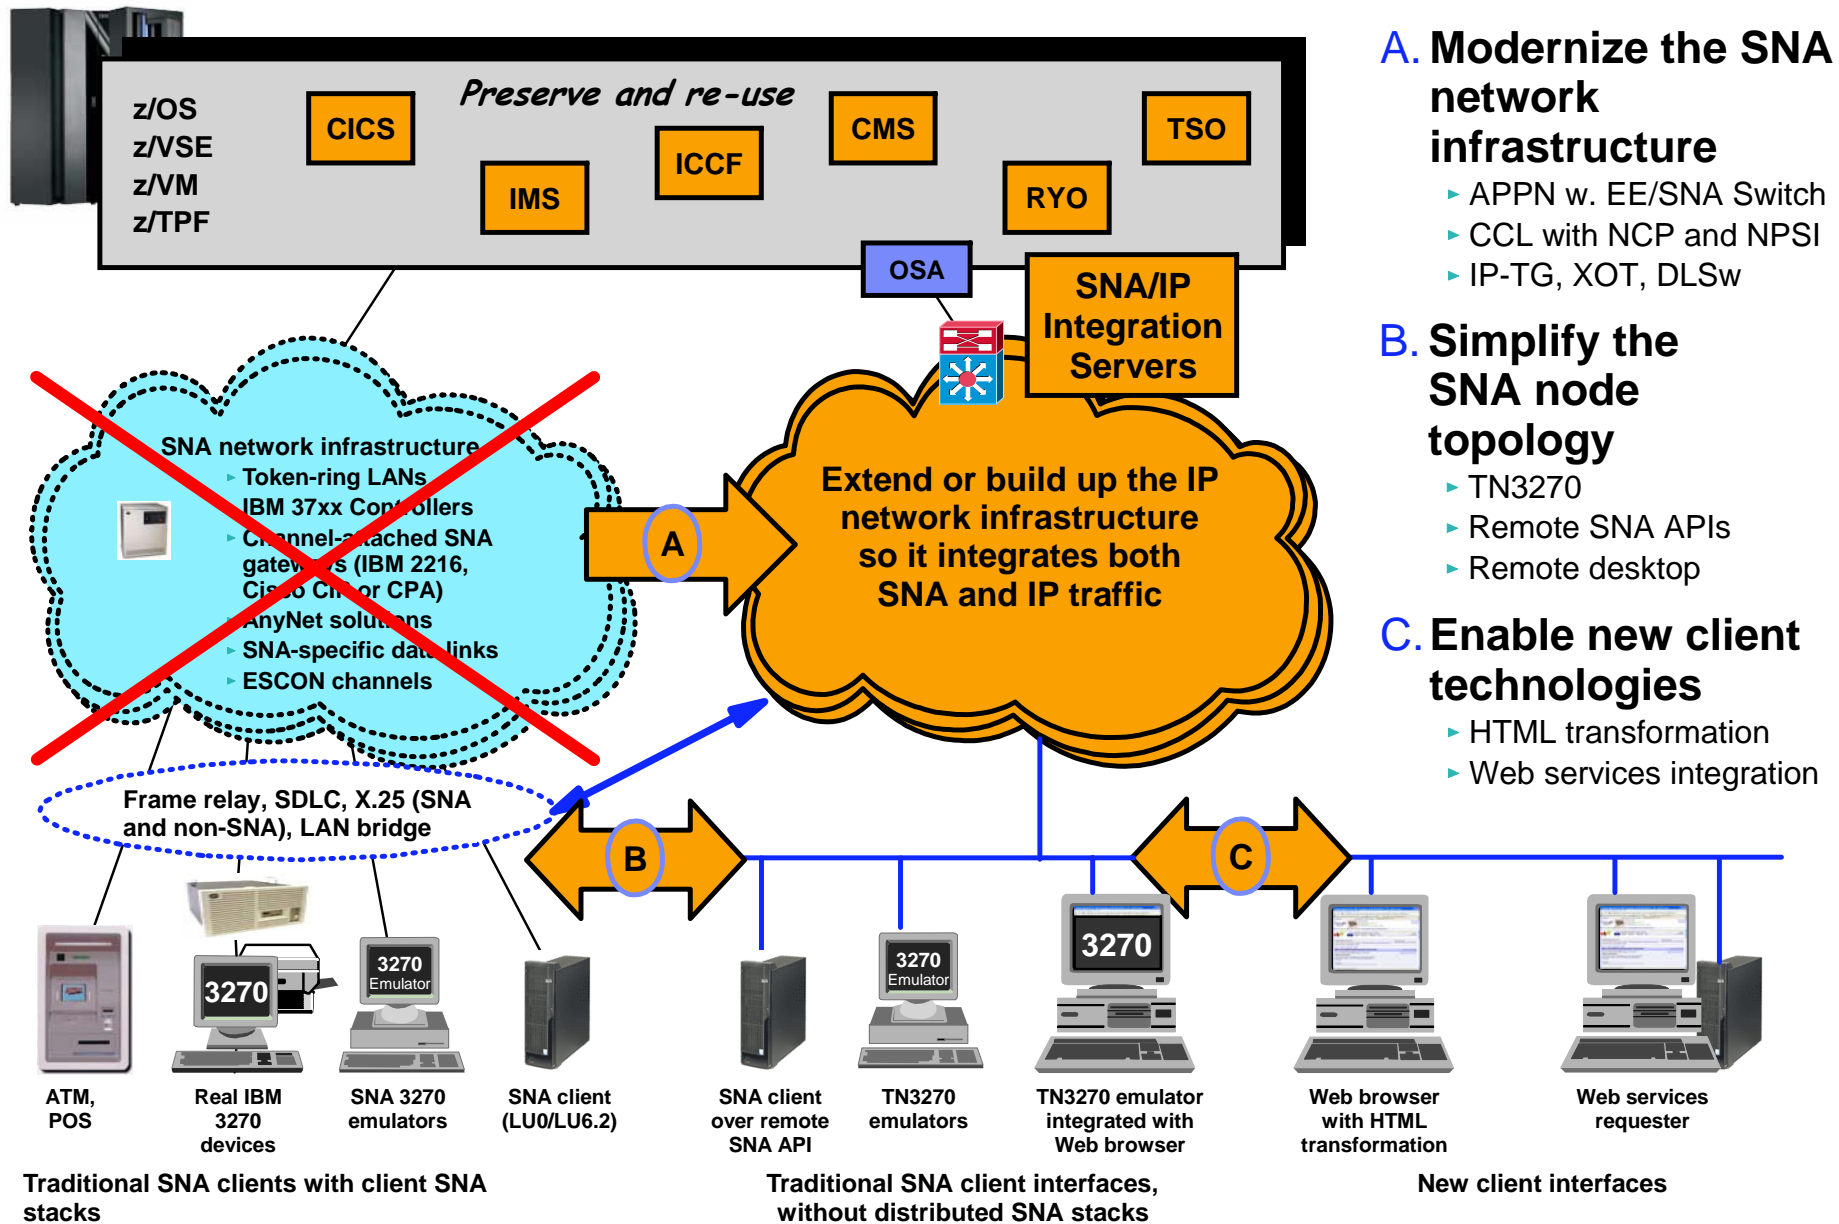 Preserve and re-use
z/OS
z/VSE
z/VM
z/TPF
CICS
IMS
ICCF
CMS
RYO
TSO
OSA
SNA/IP
Integration
Servers
SNA network infrastructure
Token-ring LANs
IBM 37xx Controllers
Channel-attached SNA
gateways (IBM 2216,
Cisco CIP or CPA)
AnyNet solutions
SNA-specific data links
ESCON channels
A
Extend or build up the IP
network infrastructure
so it integrates both
SNA and IP traffic
Frame relay, SDLC, X.25 (SNA
and non-SNA), LAN bridge
B
C
3270
3270
Emulator
3270
Emulator
3270
ATM,
POS
Real IBM
3270
devices
SNA 3270
emulators
SNA client
(LU0/LU6.2)
SNA client
over remote
SNA API
TN3270
emulators
TN3270 emulator
integrated with
Web browser
Web browser
with HTML
transformation
Web services
requester
Traditional SNA clients with client SNA
stacks
Traditional SNA client interfaces,
without distributed SNA stacks
New client interfaces
A. Modernize the SNA
network
infrastructure
APPN w. EE/SNA Switch
CCL with NCP and NPSI
IP-TG, XOT, DLSw
B. Simplify the
SNA node
topology
TN3270
Remote SNA APIs
Remote desktop
C. Enable new client
technologies
HTML transformation
Web services integration